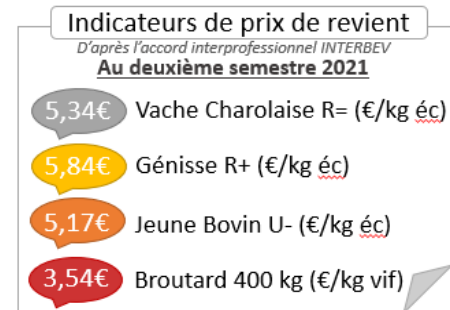 Indicateurs de prix de revient
D'après l'accord interprofessionnel INTERBEV
Au deuxième semestre 2021
5,34€ Vache Charolaise R= (€/kg éc)
5,84€ Génisse R+ (€/kg éc)
5,17€ Jeune Bovin U- (€/kg éc)
3,54€ Broutard 400 kg (€/kg vif)